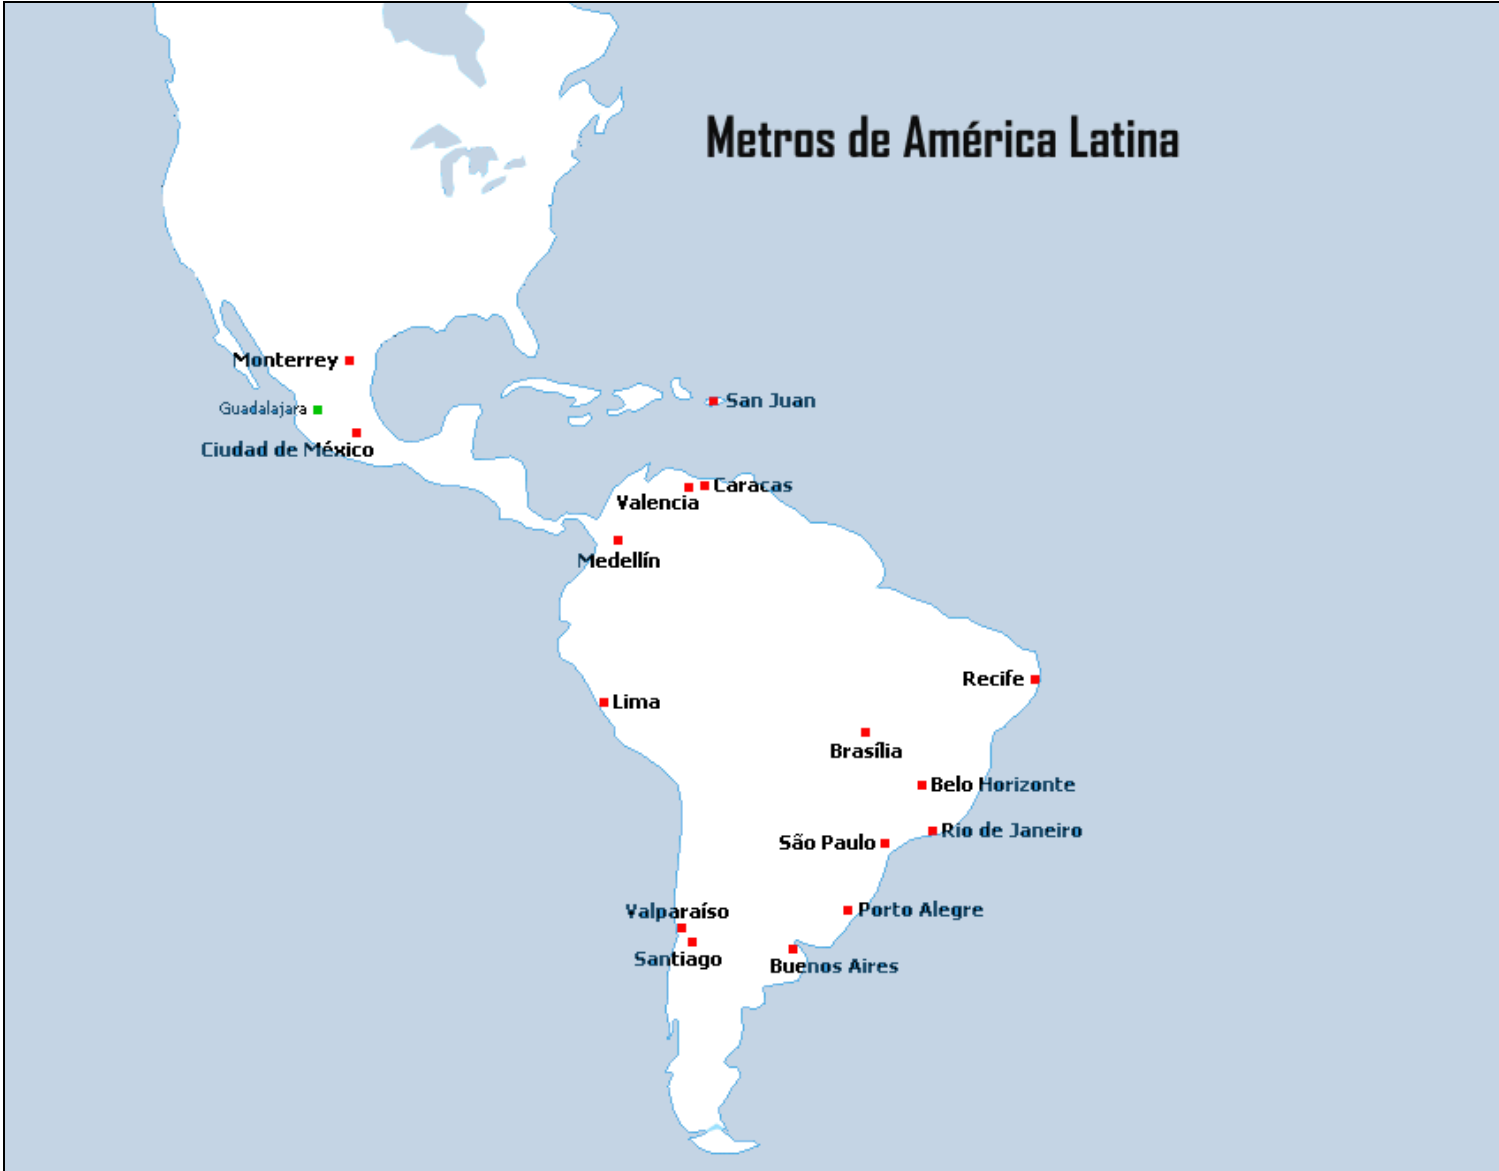 Metros de América Latina
Monterrey
San Juan
Guadalajara
Ciudad de México
Caracas
Valencia
Medellín
Recife
Lima
Brasília
Belo Horizonte
Rio de Janeiro
São Paulo
Valparaíso
Porto Alegre
Santiago
Buenos Aires